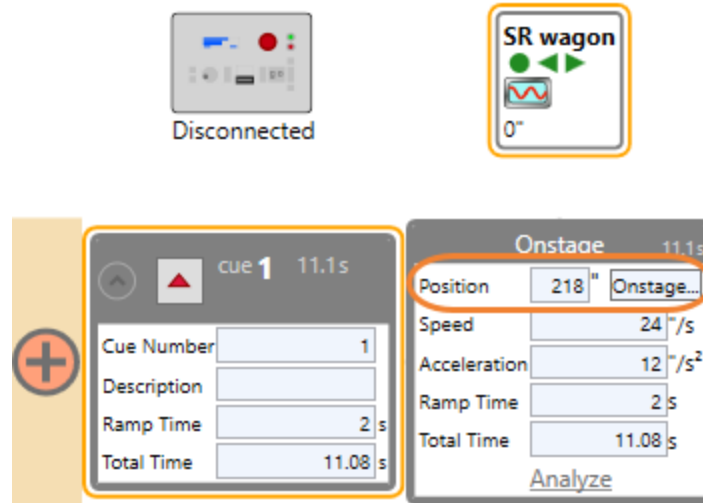 Disconnected
SR wagon
0"
cue 1 11.1s
Cue Number 1
Description
Ramp Time 2 s
Total Time 11.08 s
Onstage 11.1s
Position 218 " Onstage...
Speed 24 "/s
Acceleration 12 "/s²
Ramp Time 2 s
Total Time 11.08 s
Analyze